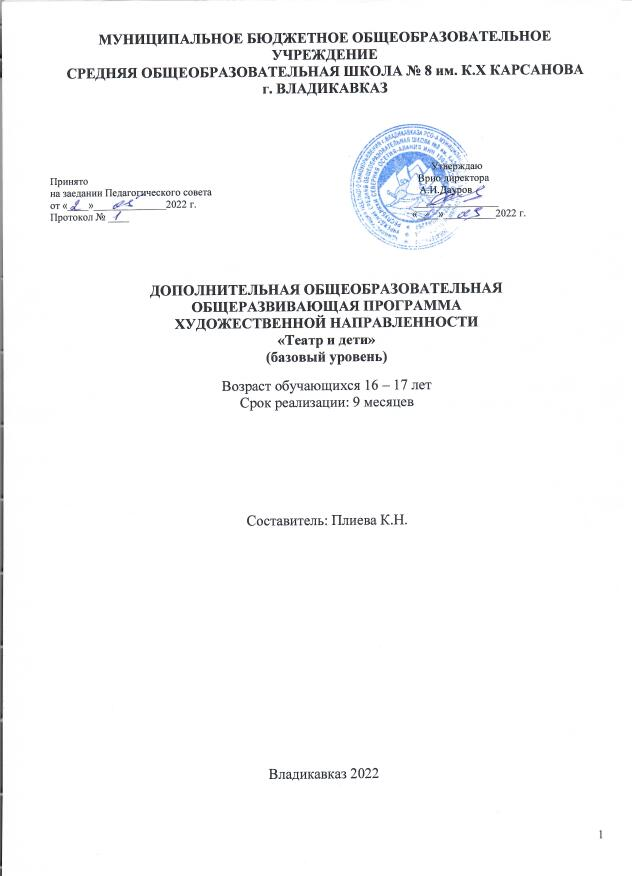 МУНИЦИПАЛЬНОЕ БЮДЖЕТНОЕ ОБЩЕОБРАЗОВАТЕЛЬНОЕ
УЧРЕЖДЕНИЕ
СРЕДНЯЯ ОБЩЕОБРАЗОВАТЕЛЬНАЯ ШКОЛА № 8 им. К.Х КАРСАНОВА
г. ВЛАДИКАВКАЗ
Принято
на заседании Педагогического совета
от « 2 » 2022 г.
Протокол № 1
Утверждаю
Врио директора
А.И.Дауров
« » 2022 г.
ДОПОЛНИТЕЛЬНАЯ ОБЩЕОБРАЗОВАТЕЛЬНАЯ
ОБЩЕРАЗВИВАЮЩАЯ ПРОГРАММА
ХУДОЖЕСТВЕННОЙ НАПРАВЛЕННОСТИ
«Театр и дети»
(базовый уровень)
Возраст обучающихся 16 – 17 лет
Срок реализации: 9 месяцев
Составитель: Плиева К.Н.
Владикавказ 2022
1